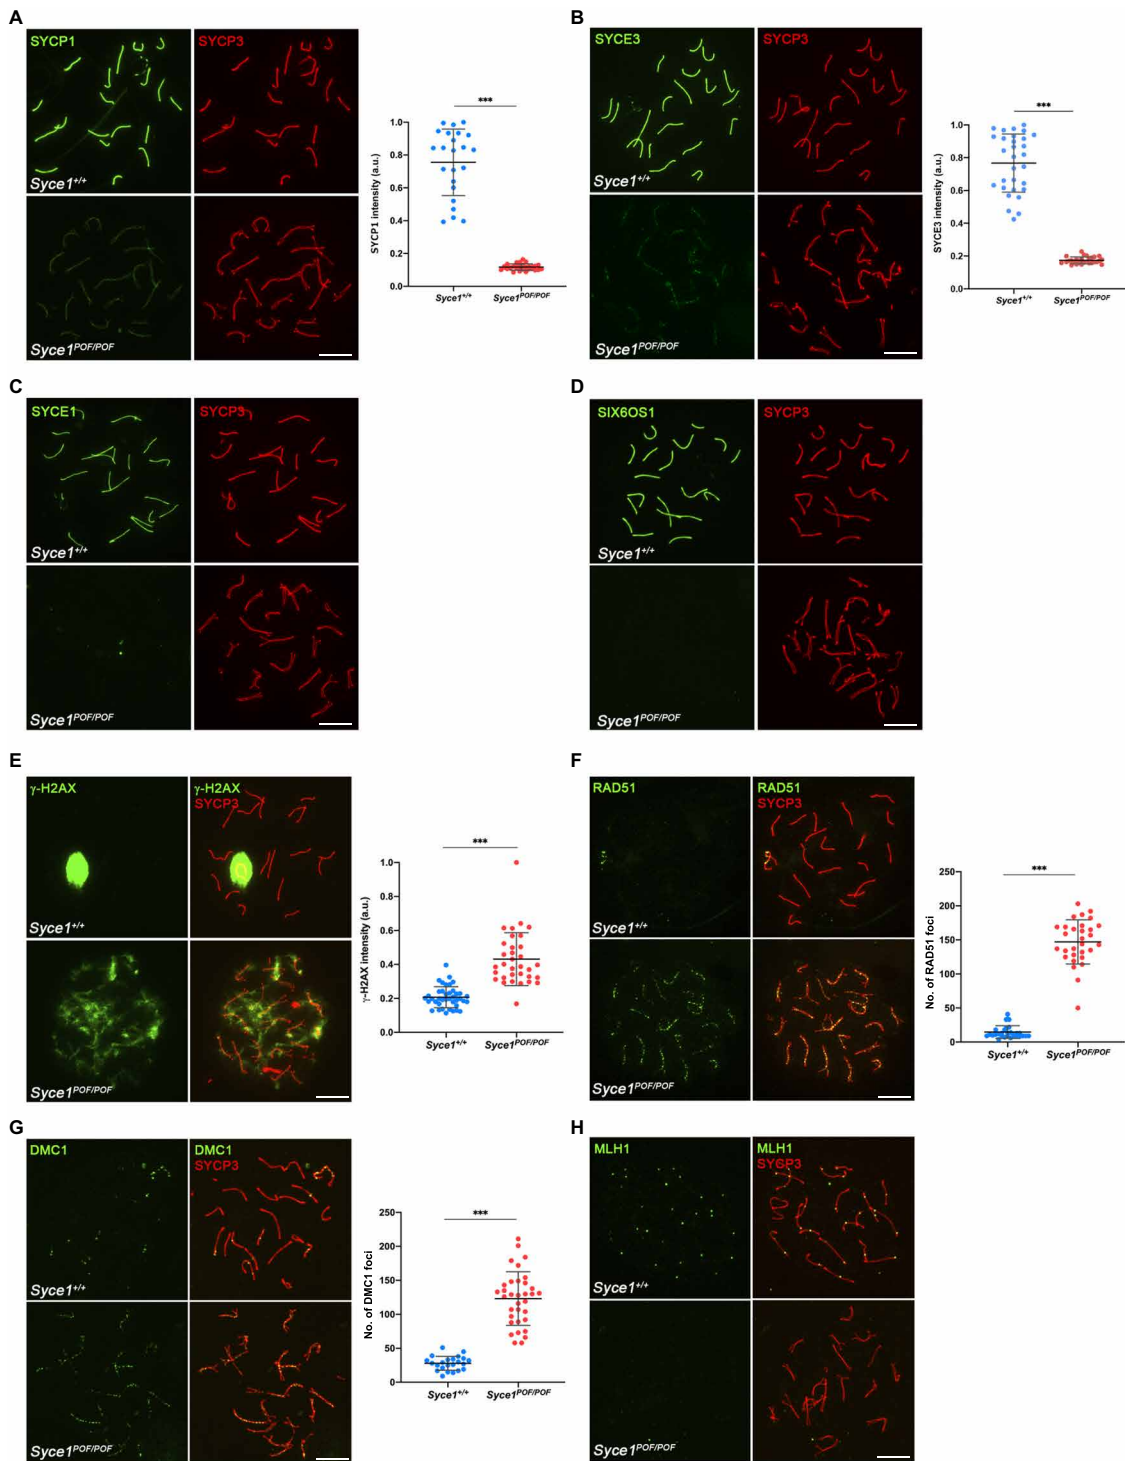 A
SYCP1 SYCP3
Syce1+/+
Syce1POF/POF
***
SYCP1 intensity (a.u.)
1.0
0.8
0.6
0.4
0.2
0.0
Syce1+/+ Syce1POF/POF
B
SYCE3 SYCP3
Syce1+/+
Syce1POF/POF
***
SYCE3 intensity (a.u.)
1.0
0.8
0.6
0.4
0.2
0.0
Syce1+/+ Syce1POF/POF
C
SYCE1 SYCP3
Syce1+/+
Syce1POF/POF
D
SIX6OS1 SYCP3
Syce1+/+
Syce1POF/POF
E
γ-H2AX γ-H2AX
SYCP3
Syce1+/+
Syce1POF/POF
***
γ-H2AX intensity (a.u.)
1.0
0.8
0.6
0.4
0.2
0.0
Syce1+/+ Syce1POF/POF
F
RAD51 RAD51
SYCP3
Syce1+/+
Syce1POF/POF
***
No. of RAD51 foci
250
200
150
100
50
0
Syce1+/+ Syce1POF/POF
G
DMC1 DMC1
SYCP3
Syce1+/+
Syce1POF/POF
***
No. of DMC1 foci
250
200
150
100
50
0
Syce1+/+ Syce1POF/POF
H
MLH1 MLH1
SYCP3
Syce1+/+
Syce1POF/POF